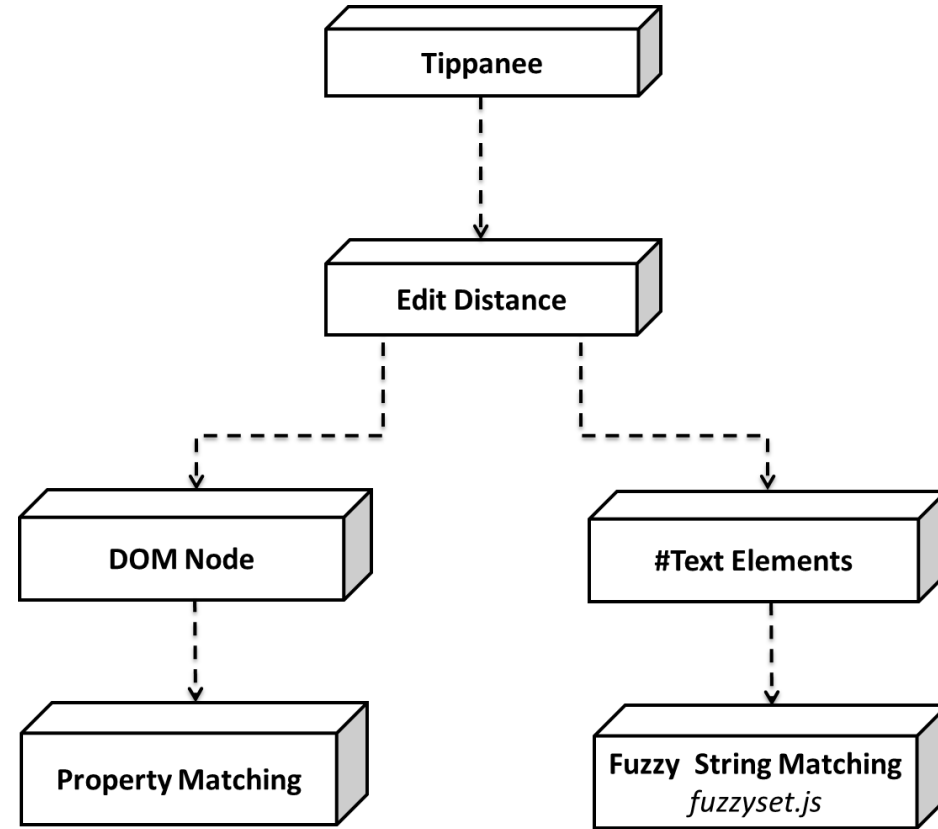 Tippanee
Edit Distance
DOM Node
#Text Elements
Property Matching
Fuzzy String Matching
fuzzyset.js